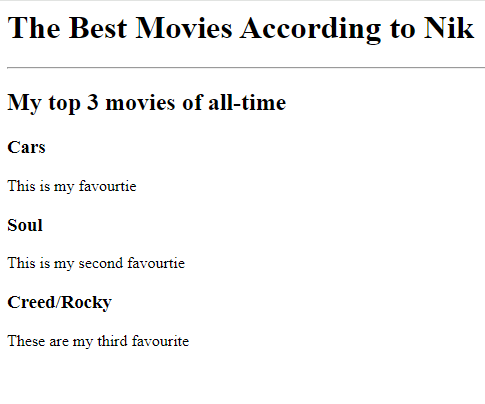 The Best Movies According to Nik
My top 3 movies of all-time
Cars
This is my favourtie
Soul
This is my second favourtie
Creed/Rocky
These are my third favourite